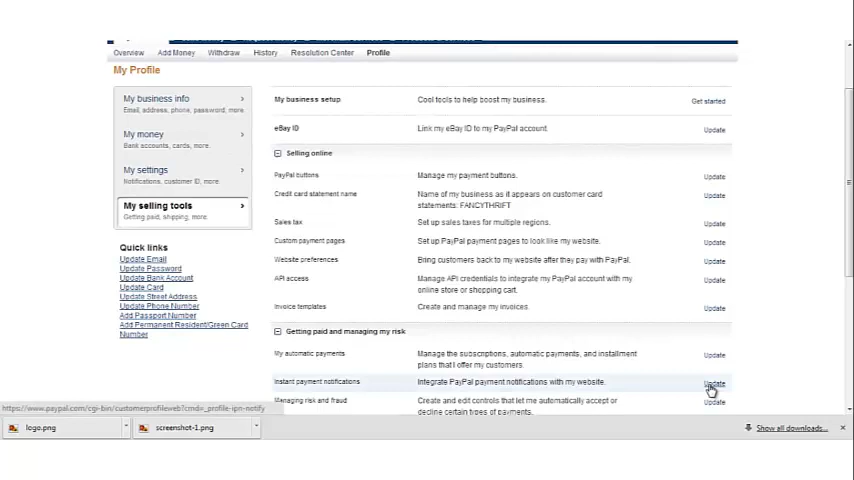 Overview Add Money Withdraw History Resolution Center Profile
My Profile
My business info
Email, address, phone, password, more.
My money
Bank accounts, cards, more.
My settings
Notifications, customer ID, more.
My selling tools
Getting paid, shipping, more.
Quick links
Update Email
Update Password
Update Bank Account
Update Card
Update Street Address
Update Phone Number
Add Passport Number
Add Permanent Resident/Green Card
Number
My business setup Cool tools to help boost my business. Get started
eBay ID Link my eBay ID to my PayPal account. Update
Selling online
PayPal buttons Manage my payment buttons. Update
Credit card statement name Name of my business as it appears on customer card Update
statements: FANCYTHRIFT
Sales tax Set up sales taxes for multiple regions. Update
Custom payment pages Set up PayPal payment pages to look like my website. Update
Website preferences Bring customers back to my website after they pay with PayPal. Update
API access Manage API credentials to integrate my PayPal account with my Update
online store or shopping cart.
Invoice templates Create and manage my invoices. Update
Getting paid and managing my risk
My automatic payments Manage the subscriptions, automatic payments, and installment Update
plans that I offer my customers.
Instant payment notifications Integrate PayPal payment notifications with my website. Update
Managing risk and fraud Create and edit controls that let me automatically accept or Update
decline certain types of payments.
https://www.paypal.com/cgi-bin/customerprofileweb?cmd=_profile-ipn-notify
logo.png screenshot-1.png Show all downloads...